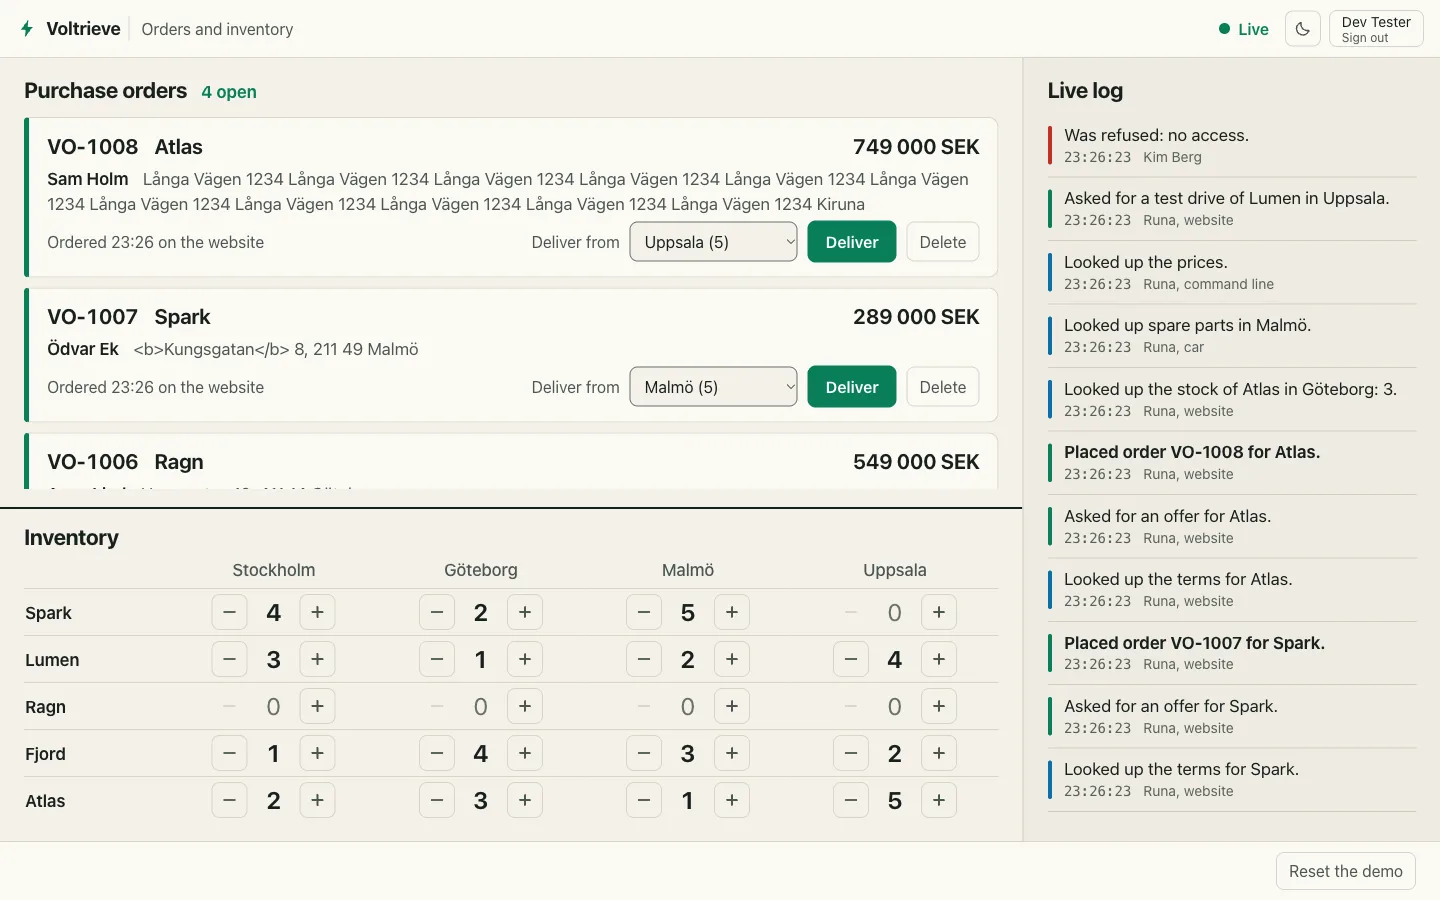 Voltrieve
Orders and inventory
Live
Dev Tester
Sign out
Purchase orders 4 open
VO-1008 Atlas 749 000 SEK
Sam Holm Långa Vägen 1234 Långa Vägen 1234 Långa Vägen 1234 Långa Vägen 1234 Långa Vägen 1234 Långa Vägen
1234 Långa Vägen 1234 Långa Vägen 1234 Långa Vägen 1234 Långa Vägen 1234 Långa Vägen 1234 Kiruna
Ordered 23:26 on the website Deliver from Uppsala (5) Deliver Delete
VO-1007 Spark 289 000 SEK
Ödvar Ek <b>Kungsgatan</b> 8, 211 49 Malmö
Ordered 23:26 on the website Deliver from Malmö (5) Deliver Delete
VO-1006 Ragn 549 000 SEK
Inventory
Stockholm Göteborg Malmö Uppsala
Spark − 4 + − 2 + − 5 + − 0 +
Lumen − 3 + − 1 + − 2 + − 4 +
Ragn − 0 + − 0 + − 0 + − 0 +
Fjord − 1 + − 4 + − 3 + − 2 +
Atlas − 2 + − 3 + − 1 + − 5 +
Live log
Was refused: no access.
23:26:23 Kim Berg
Asked for a test drive of Lumen in Uppsala.
23:26:23 Runa, website
Looked up the prices.
23:26:23 Runa, command line
Looked up spare parts in Malmö.
23:26:23 Runa, car
Looked up the stock of Atlas in Göteborg: 3.
23:26:23 Runa, website
Placed order VO-1008 for Atlas.
23:26:23 Runa, website
Asked for an offer for Atlas.
23:26:23 Runa, website
Looked up the terms for Atlas.
23:26:23 Runa, website
Placed order VO-1007 for Spark.
23:26:23 Runa, website
Asked for an offer for Spark.
23:26:23 Runa, website
Looked up the terms for Spark.
23:26:23 Runa, website
Reset the demo